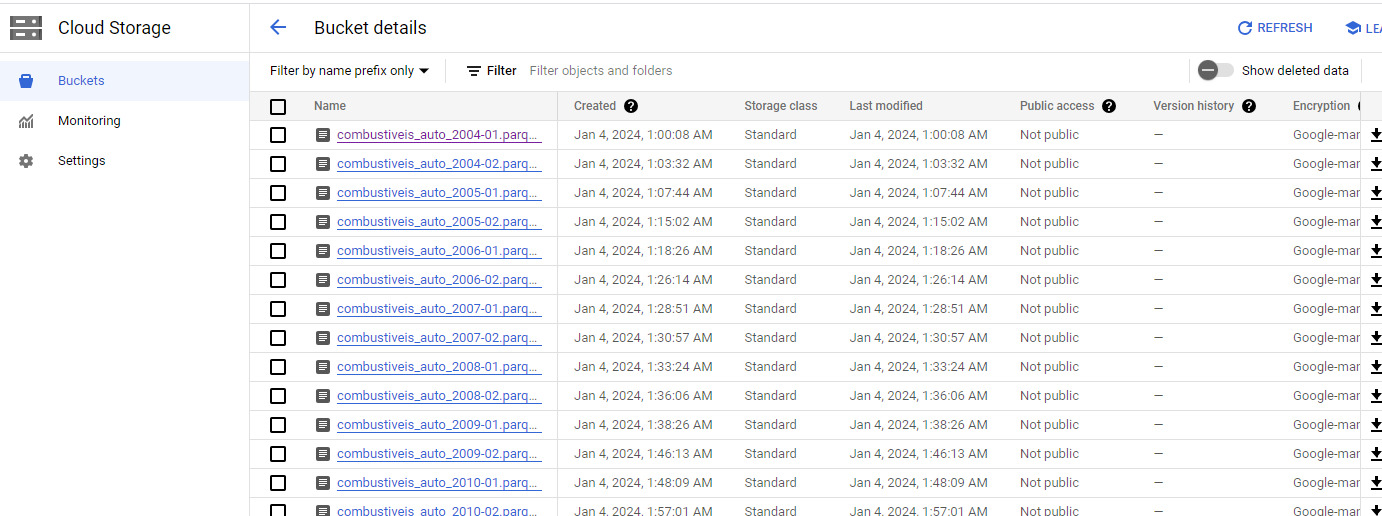 Cloud Storage
Bucket details
REFRESH
LEA
Buckets
Monitoring
Settings
Filter by name prefix only
Filter
Filter objects and folders
Show deleted data
Name Created Storage class Last modified Public access Version history Encryption
combustiveis_auto_2004-01.parq... Jan 4, 2024, 1:00:08 AM Standard Jan 4, 2024, 1:00:08 AM Not public — Google-mar
combustiveis_auto_2004-02.parq... Jan 4, 2024, 1:03:32 AM Standard Jan 4, 2024, 1:03:32 AM Not public — Google-mar
combustiveis_auto_2005-01.parq... Jan 4, 2024, 1:07:44 AM Standard Jan 4, 2024, 1:07:44 AM Not public — Google-mar
combustiveis_auto_2005-02.parq... Jan 4, 2024, 1:15:02 AM Standard Jan 4, 2024, 1:15:02 AM Not public — Google-mar
combustiveis_auto_2006-01.parq... Jan 4, 2024, 1:18:26 AM Standard Jan 4, 2024, 1:18:26 AM Not public — Google-mar
combustiveis_auto_2006-02.parq... Jan 4, 2024, 1:26:14 AM Standard Jan 4, 2024, 1:26:14 AM Not public — Google-mar
combustiveis_auto_2007-01.parq... Jan 4, 2024, 1:28:51 AM Standard Jan 4, 2024, 1:28:51 AM Not public — Google-mar
combustiveis_auto_2007-02.parq... Jan 4, 2024, 1:30:57 AM Standard Jan 4, 2024, 1:30:57 AM Not public — Google-mar
combustiveis_auto_2008-01.parq... Jan 4, 2024, 1:33:24 AM Standard Jan 4, 2024, 1:33:24 AM Not public — Google-mar
combustiveis_auto_2008-02.parq... Jan 4, 2024, 1:36:06 AM Standard Jan 4, 2024, 1:36:06 AM Not public — Google-mar
combustiveis_auto_2009-01.parq... Jan 4, 2024, 1:38:26 AM Standard Jan 4, 2024, 1:38:26 AM Not public — Google-mar
combustiveis_auto_2009-02.parq... Jan 4, 2024, 1:46:13 AM Standard Jan 4, 2024, 1:46:13 AM Not public — Google-mar
combustiveis_auto_2010-01.parq... Jan 4, 2024, 1:48:09 AM Standard Jan 4, 2024, 1:48:09 AM Not public — Google-mar
combustiveis_auto_2010-02.parq... Jan 4, 2024, 1:57:01 AM Standard Jan 4, 2024, 1:57:01 AM Not public — Google-mar